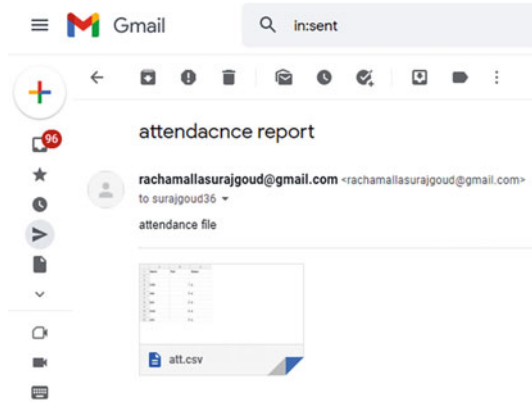 Gmail
in:sent
96
attendacnce report
rachamallasurajgoud@gmail.com <rachamallasurajgoud@gmail.com>
to surajgoud36
attendance file
att.csv